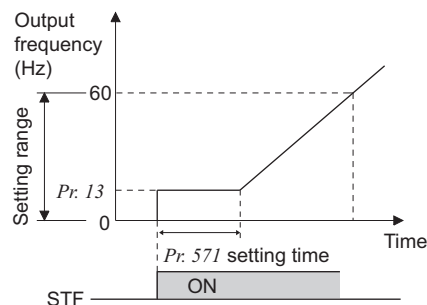 Output
frequency
(Hz)
60
Setting range
Pr. 13
0
Time
Pr. 571 setting time
ON
STF